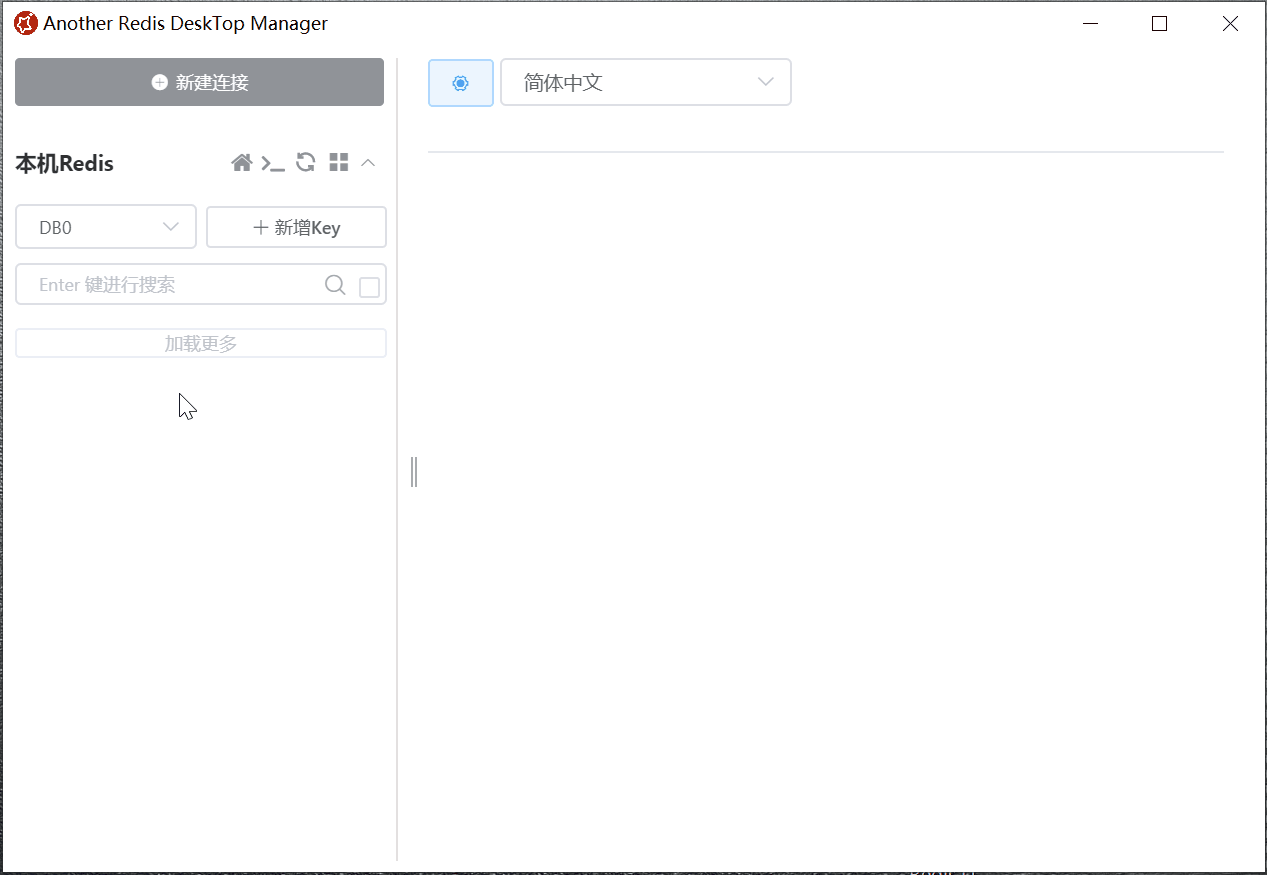 Another Redis DeskTop Manager
新建连接
简体中文
本机Redis
DB0
新增Key
Enter 键进行搜索
加载更多